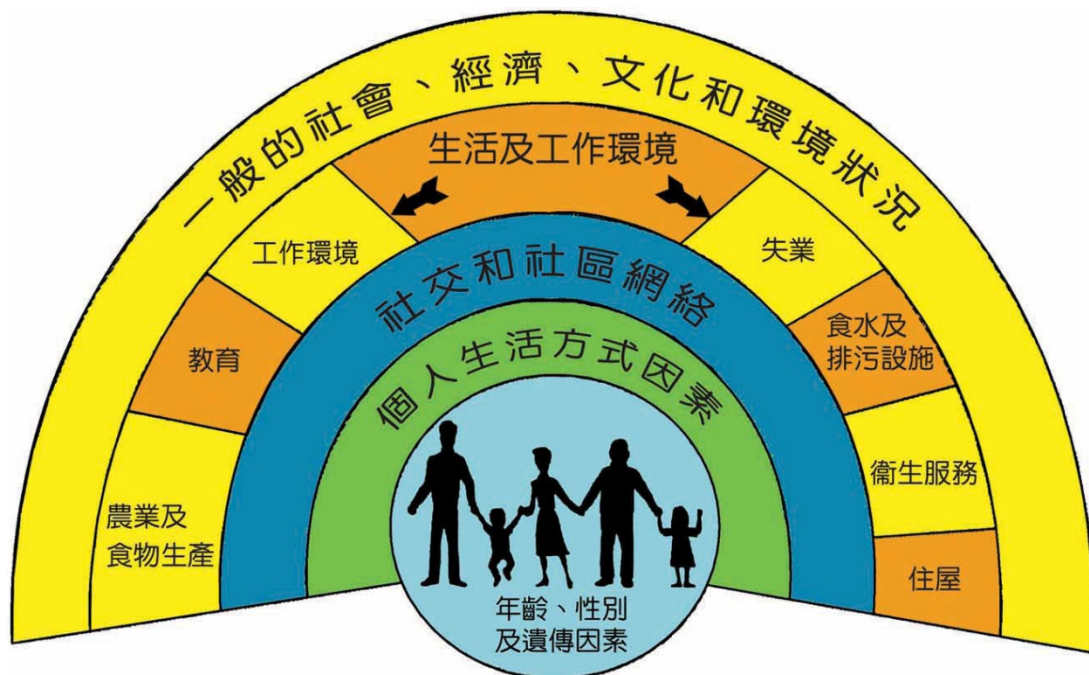 一般的社會、經濟、文化和環境狀況
生活及工作環境
工作環境
失業
教育
食水及
排污設施
農業及
食物生產
衞生服務
住屋
社交和社區網絡
個人生活方式因素
年齡、性別
及遺傳因素